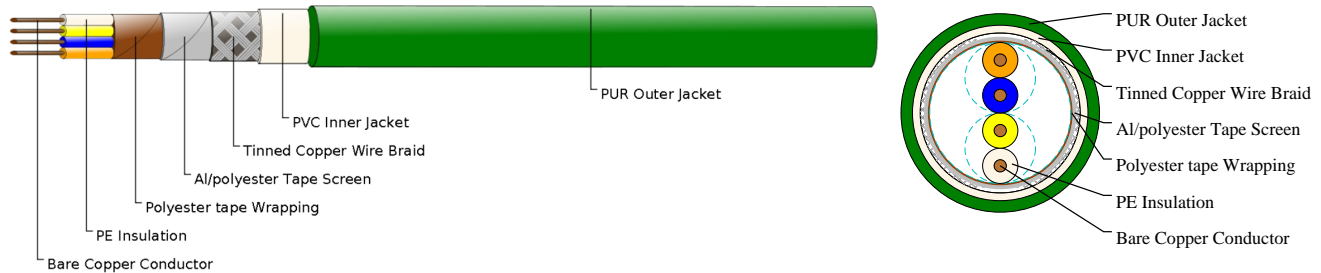 PUR Outer Jacket
PVC Inner Jacket
Tinned Copper Wire Braid
Al/polyester Tape Screen
Polyester tape Wrapping
PE Insulation
Bare Copper Conductor
PUR Outer Jacket
PVC Inner Jacket
Tinned Copper Wire Braid
Al/polyester Tape Screen
Polyester tape Wrapping
PE Insulation
Bare Copper Conductor